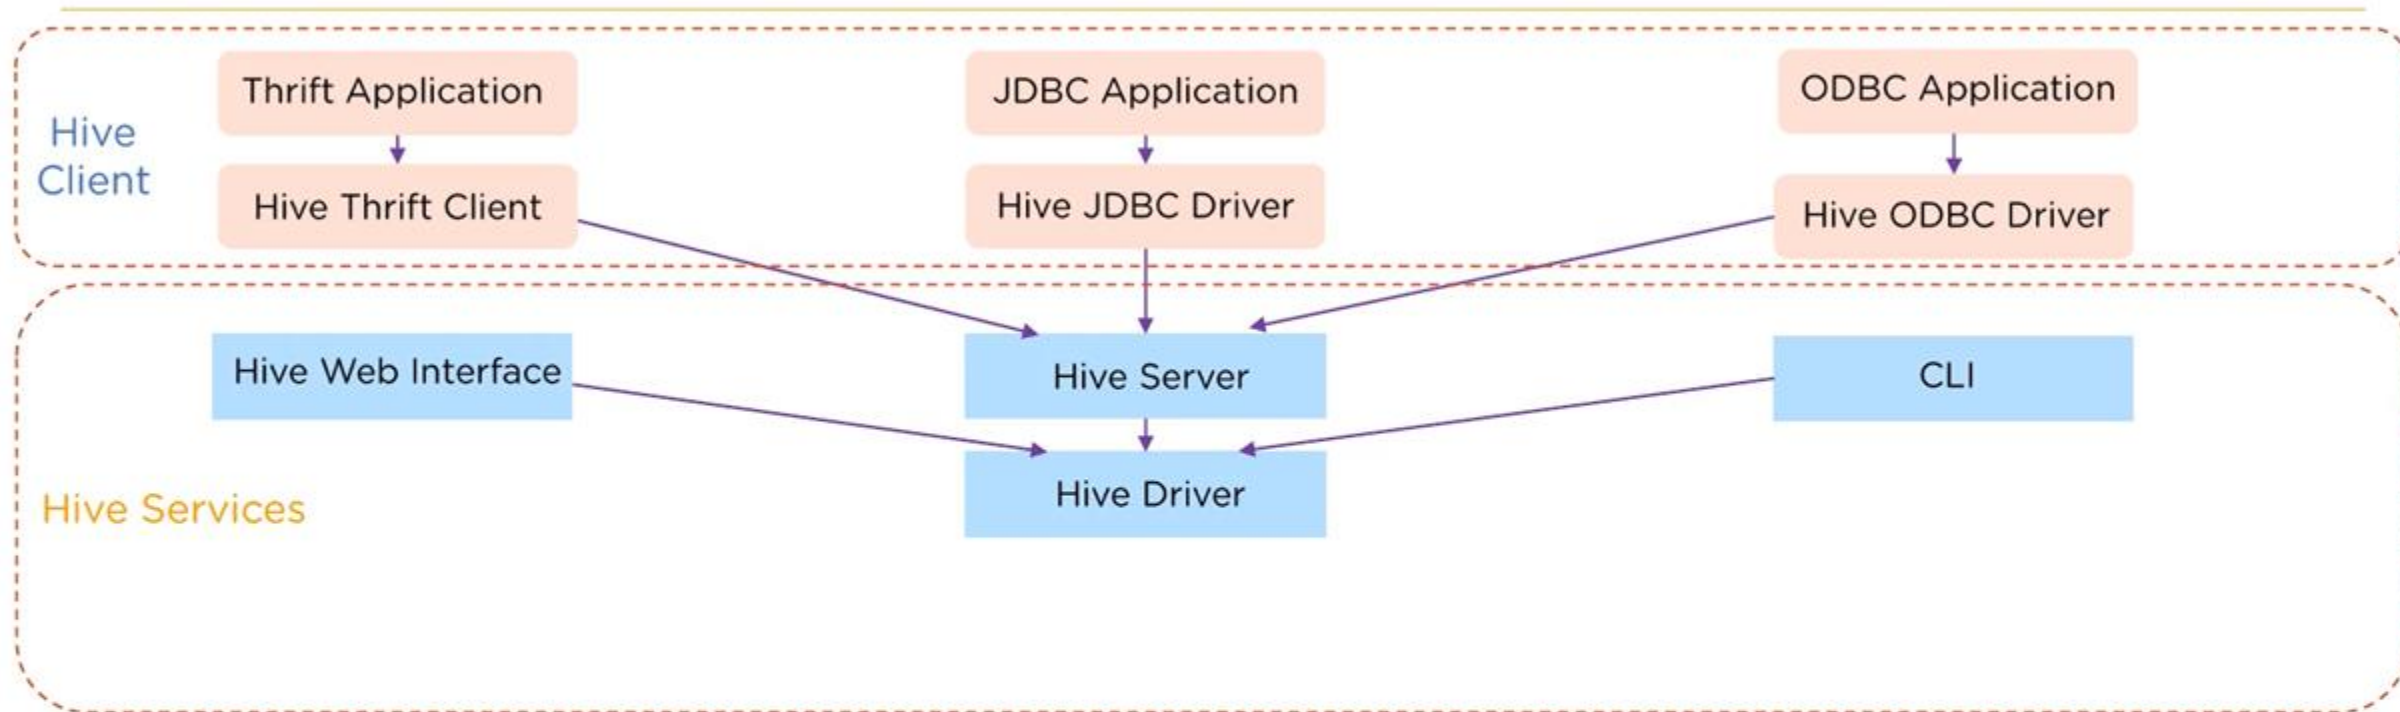 Thrift Application
JDBC Application
ODBC Application
Hive
Client
Hive Thrift Client
Hive JDBC Driver
Hive ODBC Driver
Hive Web Interface
Hive Server
CLI
Hive Driver
Hive Services